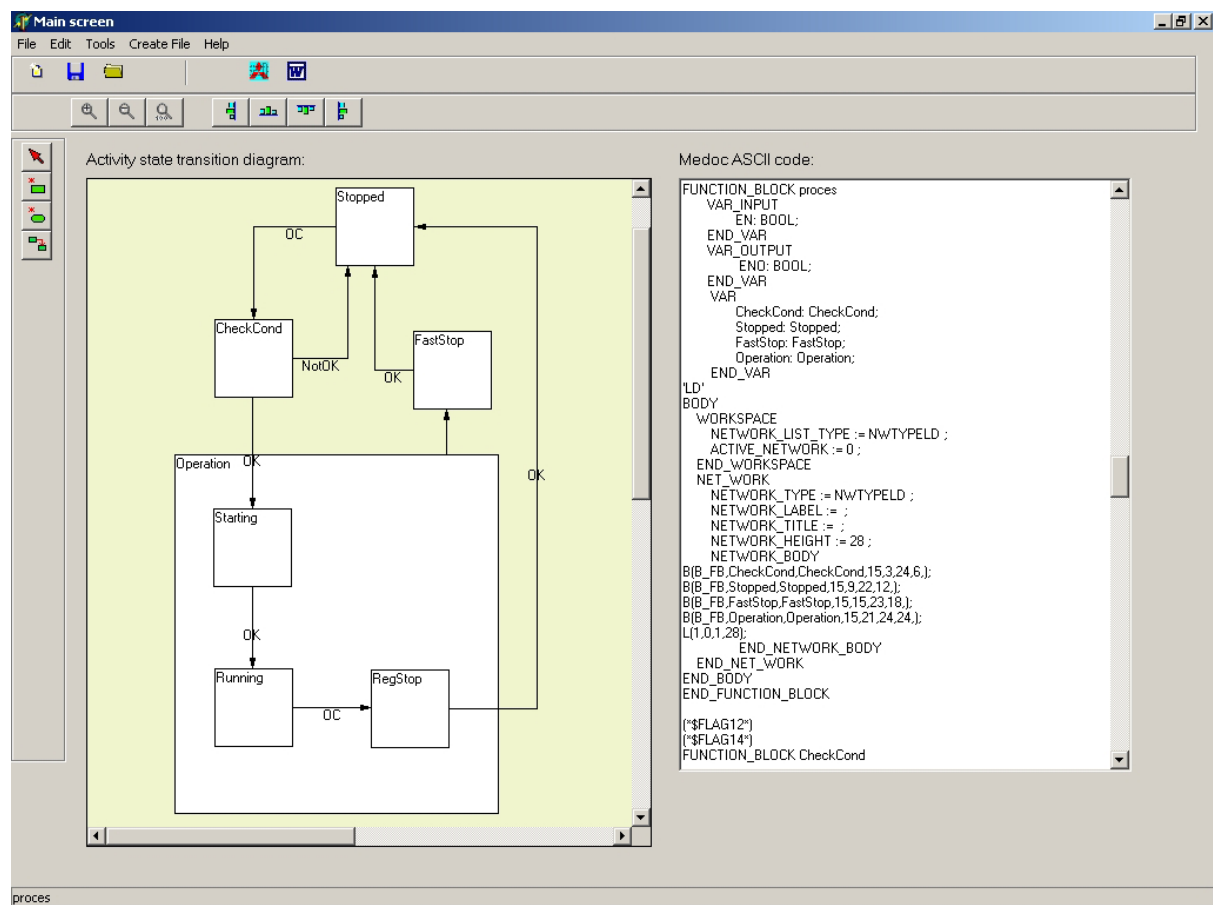 Main screen
File Edit Tools Create File Help
100%
Activity state transition diagram:
Stopped
OC
CheckCond
NotOK
FastStop
OK
Operation
OK
OK
Starting
OK
Running
RegStop
OC
Medoc ASCII code:
FUNCTION_BLOCK proces
VAR_INPUT
EN: BOOL;
END_VAR
VAR_OUTPUT
ENO: BOOL;
END_VAR
VAR
CheckCond: CheckCond;
Stopped: Stopped;
FastStop: FastStop;
Operation: Operation;
END_VAR
'LD'
BODY
WORKSPACE
NETWORK_LIST_TYPE := NWTYPELD ;
ACTIVE_NETWORK := 0 ;
END_WORKSPACE
NET_WORK
NETWORK_TYPE := NWTYPELD ;
NETWORK_LABEL := ;
NETWORK_TITLE := ;
NETWORK_HEIGHT := 28 ;
NETWORK_BODY
B(B_FB,CheckCond,CheckCond,15,3,24,6,);
B(B_FB,Stopped,Stopped,15,9,22,12,);
B(B_FB,FastStop,FastStop,15,15,23,18,);
B(B_FB,Operation,Operation,15,21,24,24,);
L(1,0,1,28);
END_NETWORK_BODY
END_NET_WORK
END_BODY
END_FUNCTION_BLOCK
(*$FLAG12*)
(*$FLAG14*)
FUNCTION_BLOCK CheckCond
proces